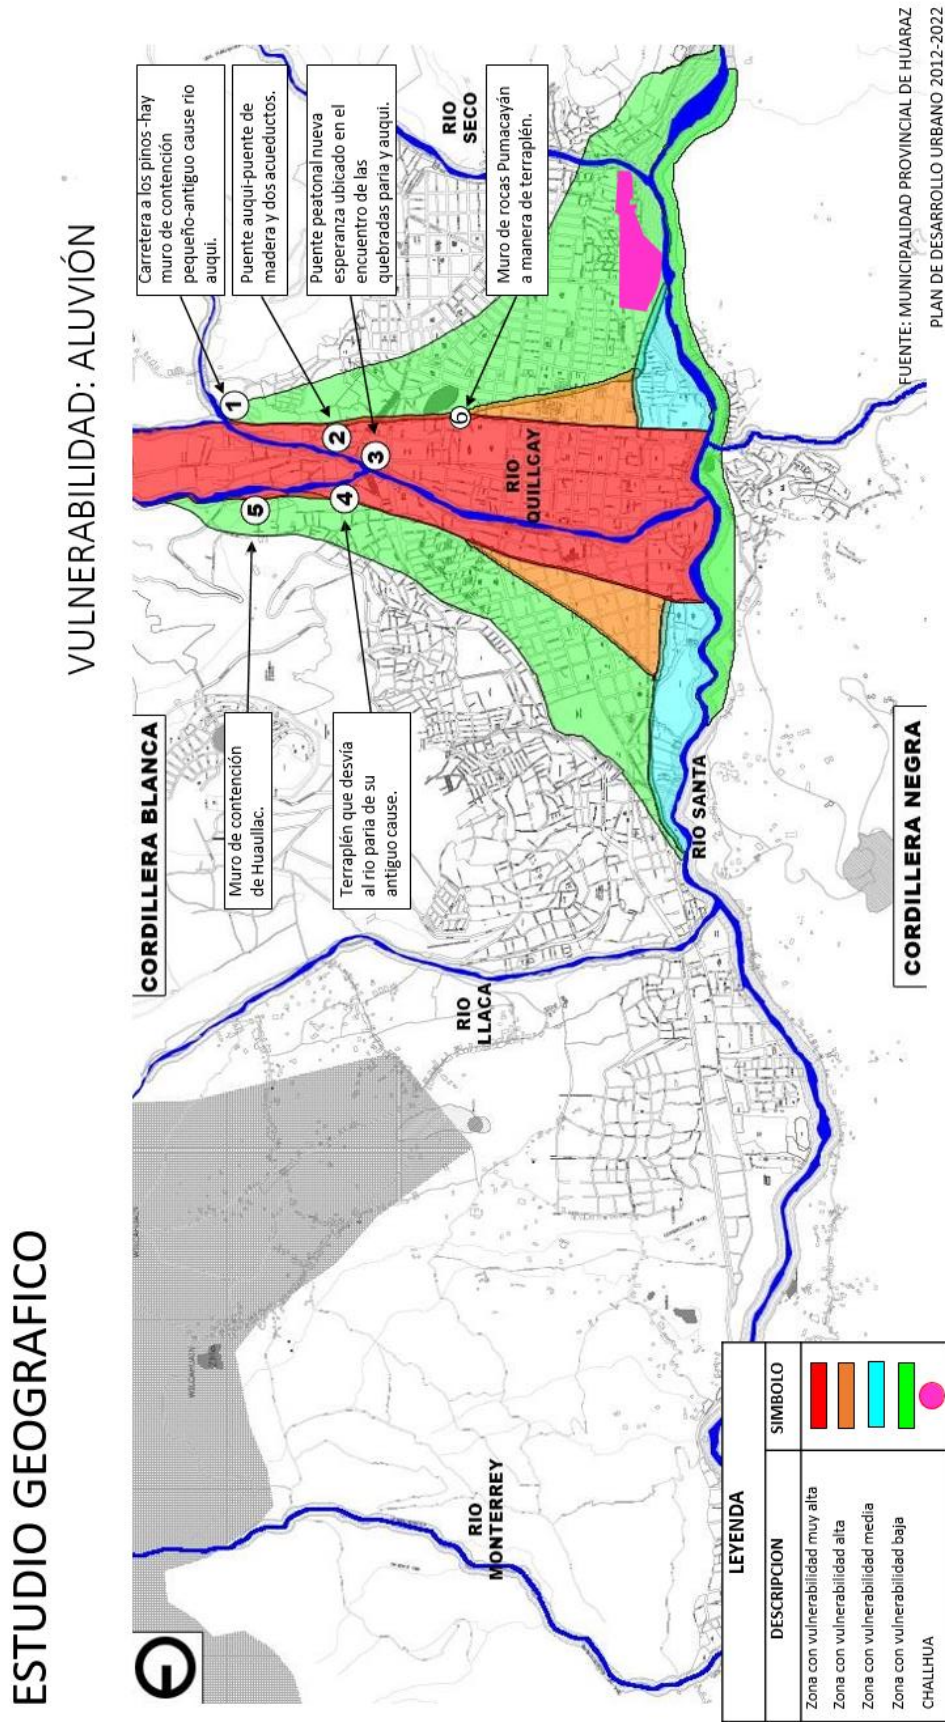 ESTUDIO GEOGRAFICO
VULNERABILIDAD: ALUVIÓN
CORDILLERA BLANCA
Carretera a los pinos -hay
muro de contención
pequeño-antiguo cause rio
auqui.
Puente auqui-puente de
madera y dos acueductos.
Puente peatonal nueva
esperanza ubicado en el
encuentro de las
quebradas paria y auqui.
Muro de rocas Pumacayán
a manera de terraplén.
Muro de contención
de Huaullac.
Terraplén que desvía
al rio paria de su
antiguo cause.
1
2
3
4
5
6
RIO
SECO
RIO
QUILLCAY
RIO
LLACA
RIO SANTA
RIO
MONTERREY
CORDILLERA NEGRA
LEYENDA
DESCRIPCION SIMBOLO
Zona con vulnerabilidad muy alta
Zona con vulnerabilidad alta
Zona con vulnerabilidad media
Zona con vulnerabilidad baja
CHALLHUA
FUENTE: MUNICIPALIDAD PROVINCIAL DE HUARAZ
PLAN DE DESARROLLO URBANO 2012-2022